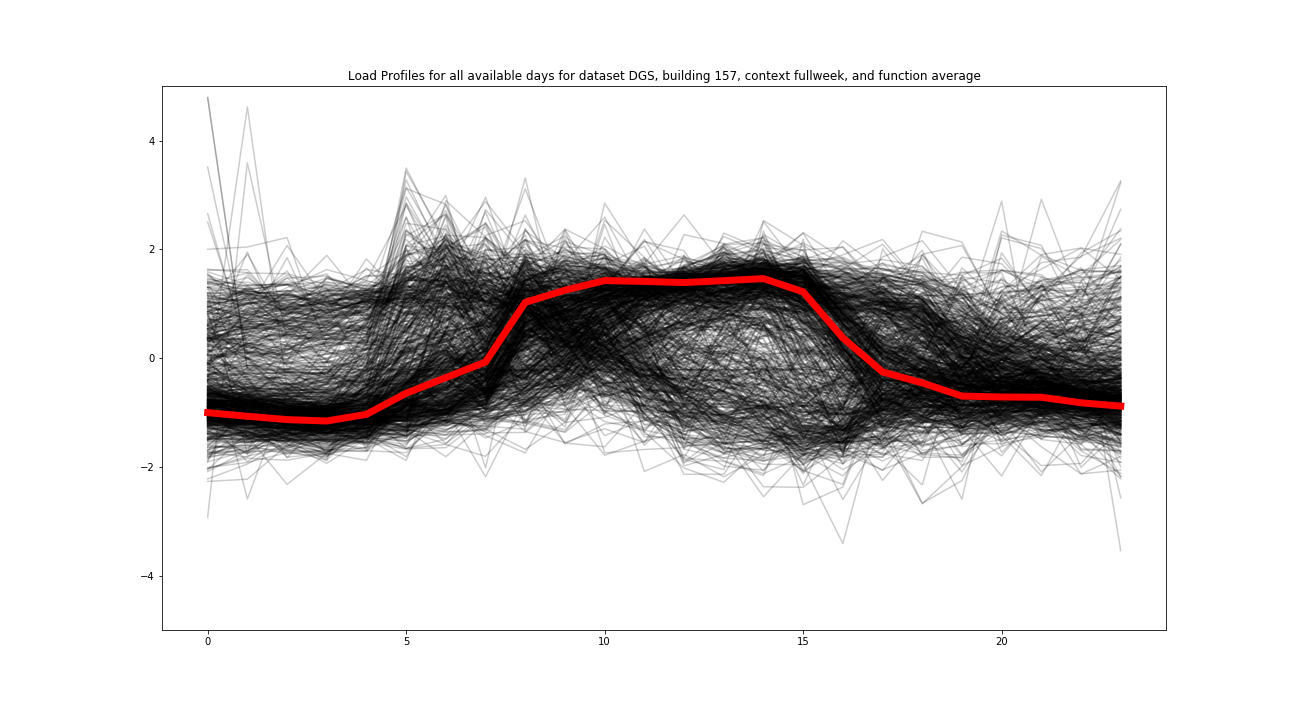 Load Profiles for all available days for dataset DGS, building 157, context fullweek, and function average
4
2
0
−2
−4
0 5 10 15 20